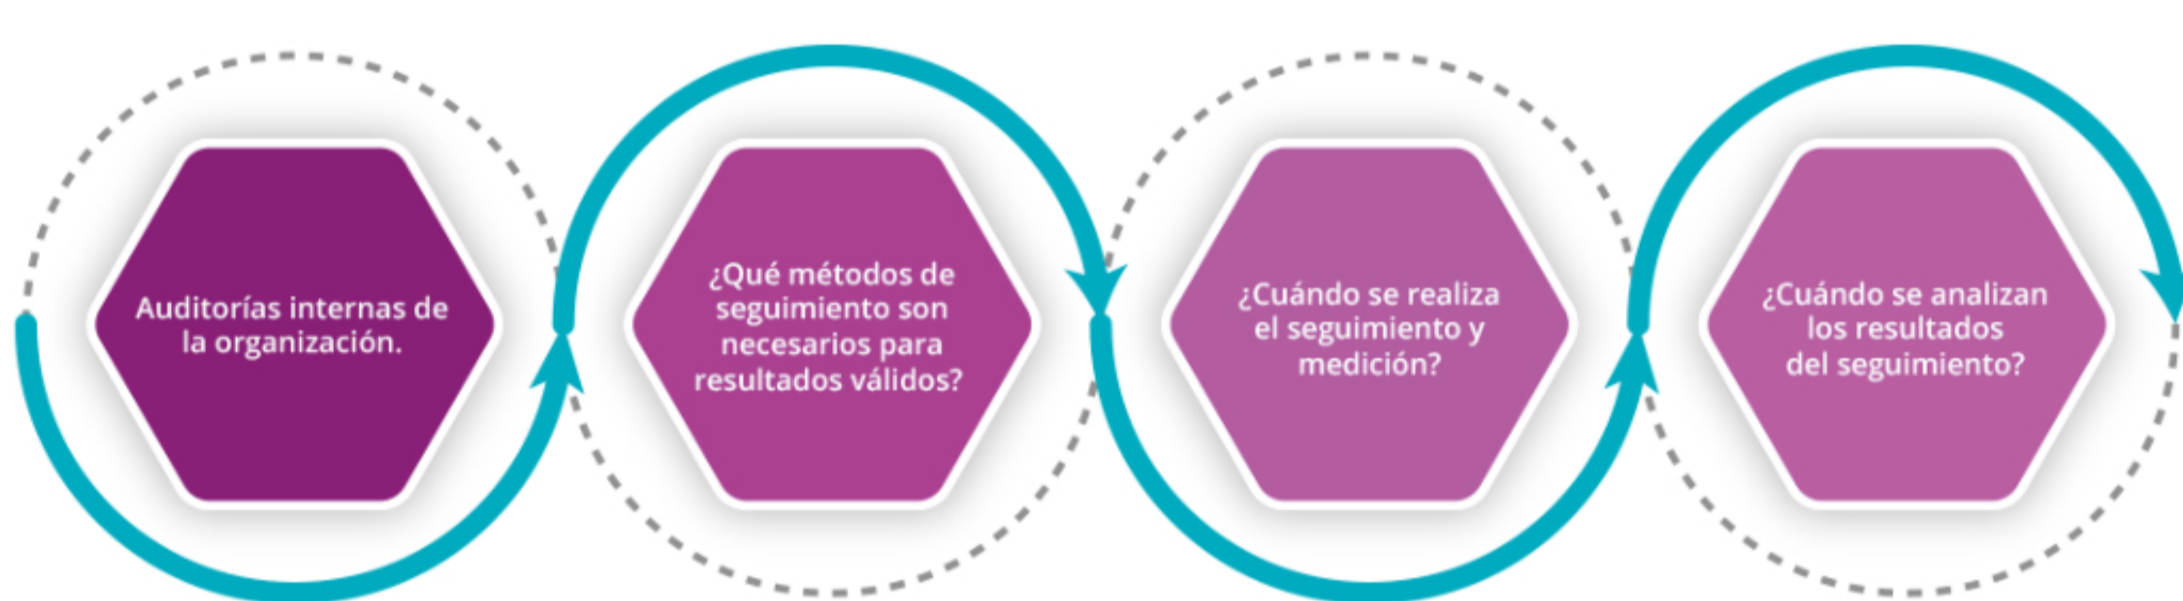 Auditorías internas de
la organización.
¿Qué métodos de
seguimiento son
necesarios para
resultados válidos?
¿Cuándo se realiza
el seguimiento y
medición?
¿Cuándo se analizan
los resultados
del seguimiento?